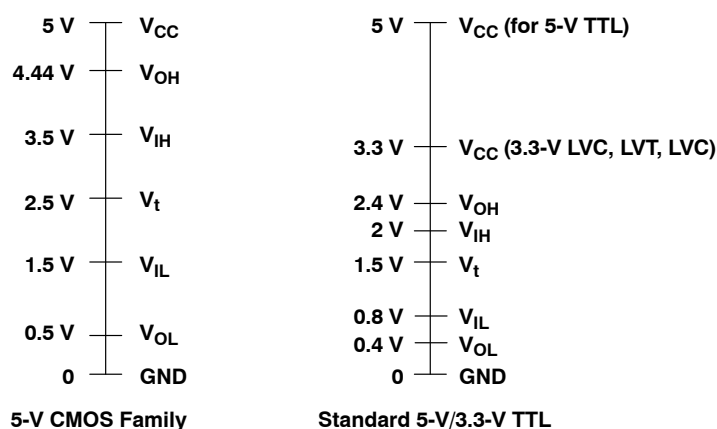 5 V V_CC
4.44 V V_OH
3.5 V V_IH
2.5 V V_t
1.5 V V_IL
0.5 V V_OL
0 GND
5-V CMOS Family
5 V V_CC (for 5-V TTL)
3.3 V V_CC (3.3-V LVC, LVT, LVC)
2.4 V V_OH
2 V V_IH
1.5 V V_t
0.8 V V_IL
0.4 V V_OL
0 GND
Standard 5-V/3.3-V TTL